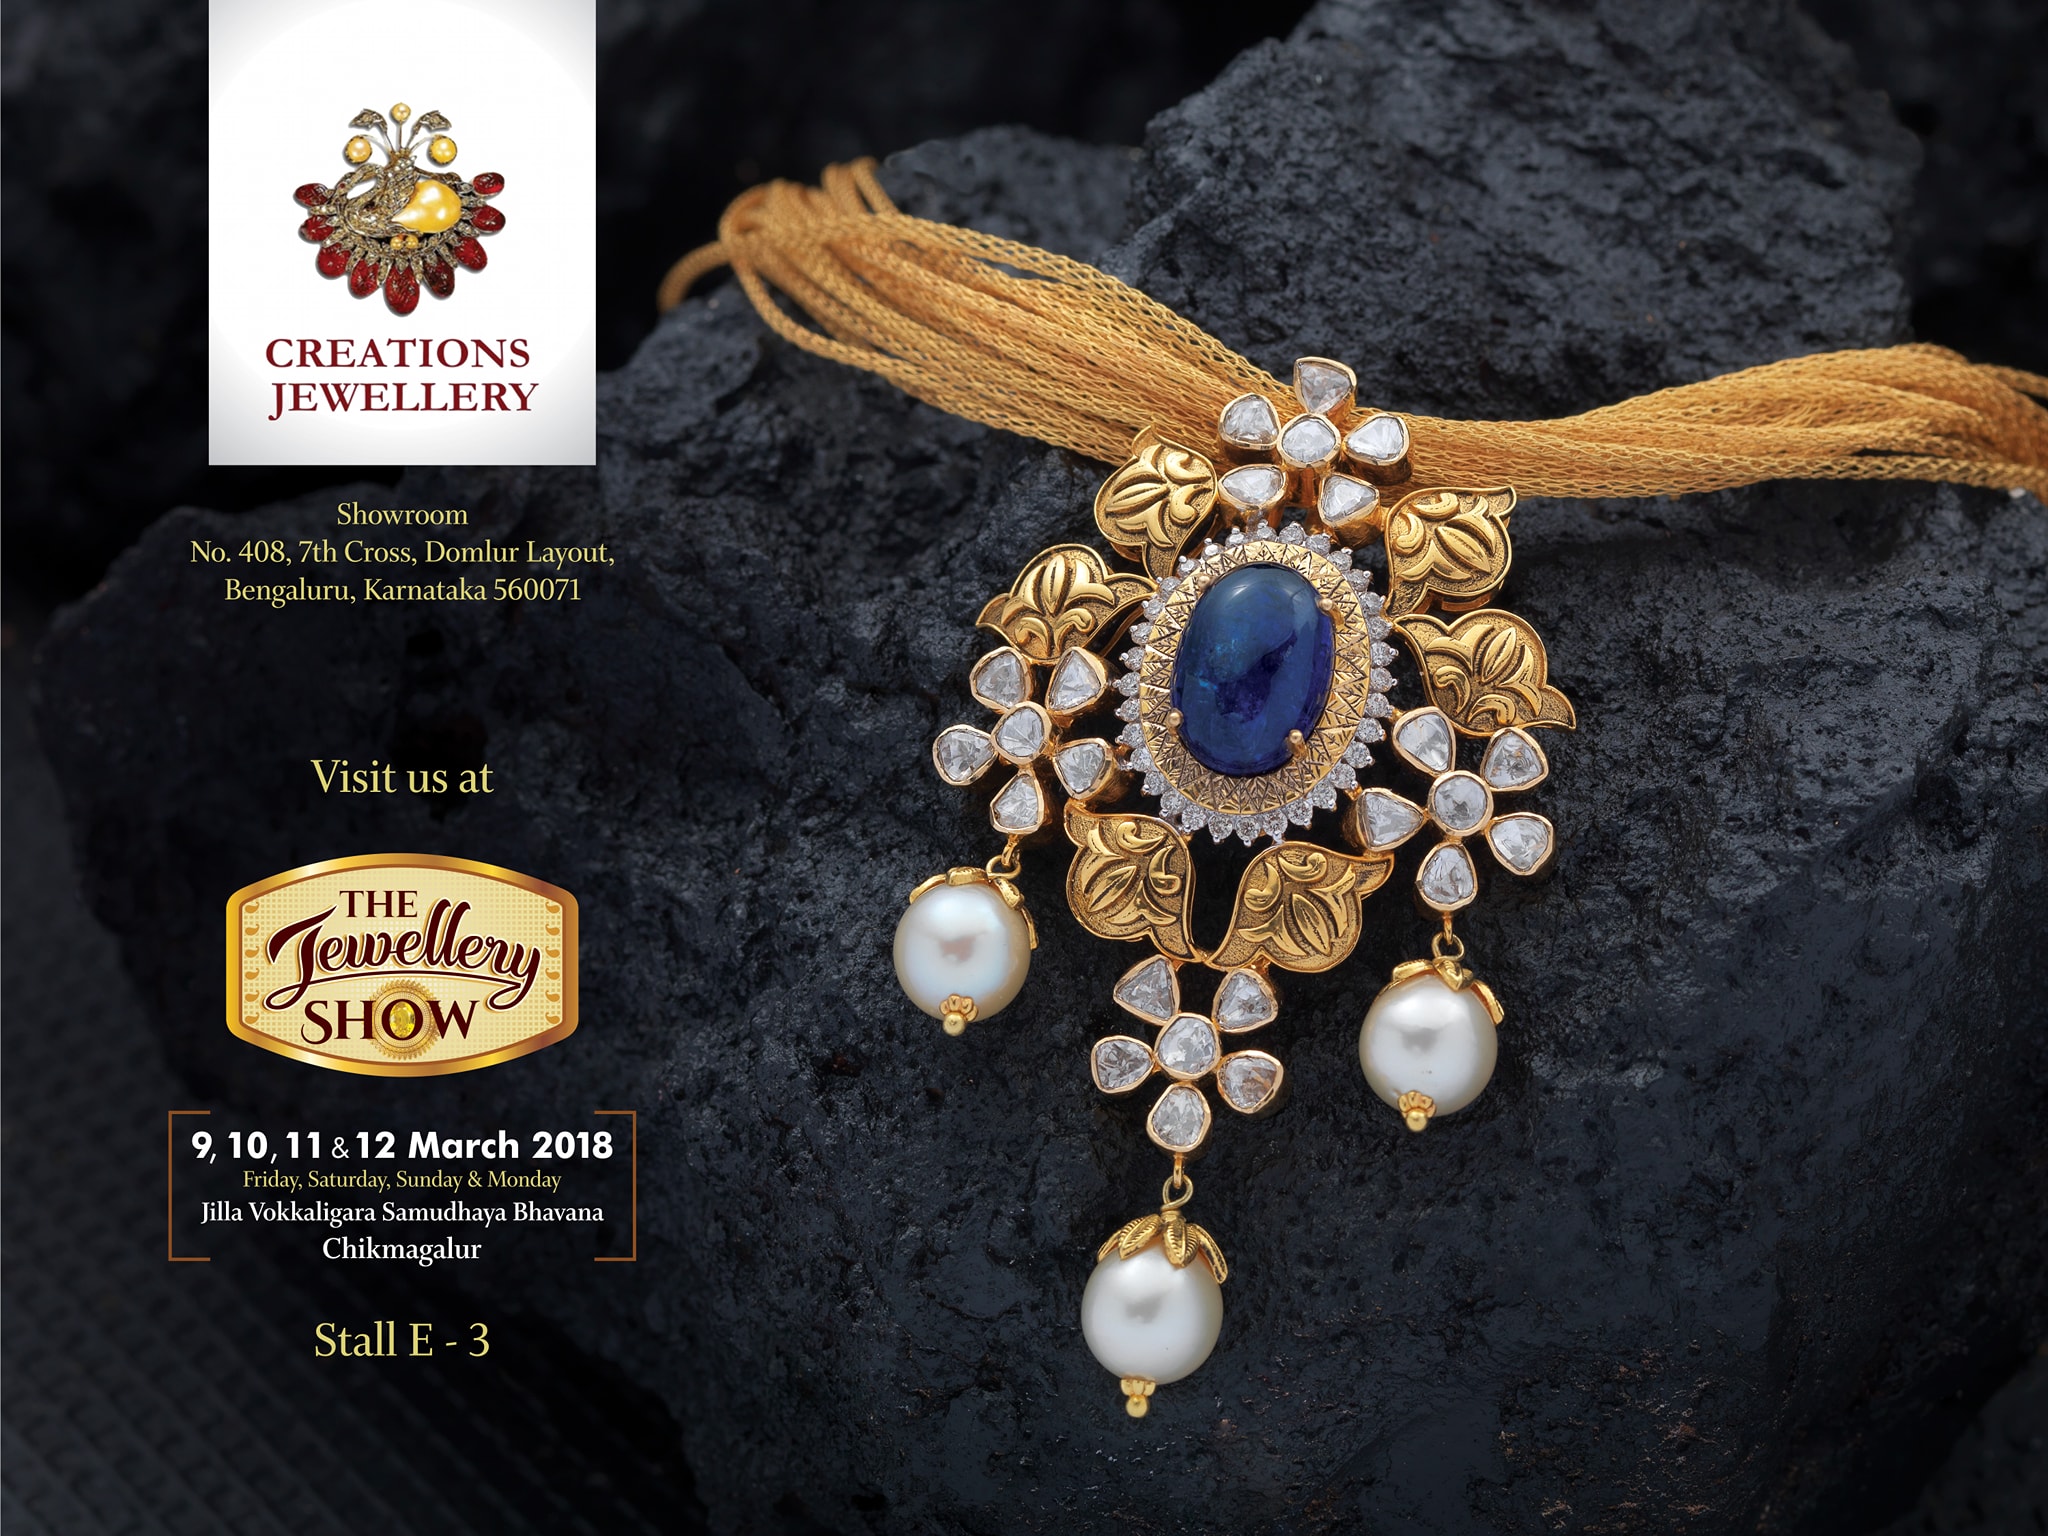 CREATIONS
JEWELLERY
Showroom
No. 408, 7th Cross, Domlur Layout,
Bengaluru, Karnataka 560071
Visit us at
THE
Jewellery
SHOW
9, 10, 11 & 12 March 2018
Friday, Saturday, Sunday & Monday
Jilla Vokkaligara Samudhaya Bhavana
Chikmagalur
Stall E - 3